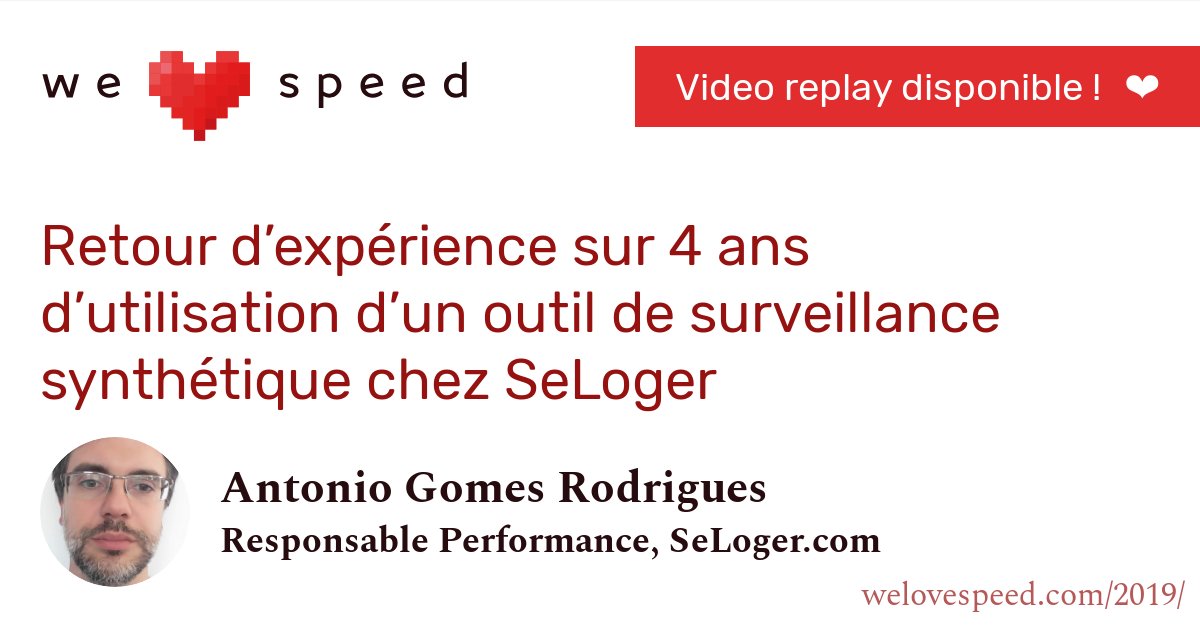 we ❤ speed
Video replay disponible ! ❤
Retour d’expérience sur 4 ans
d’utilisation d’un outil de surveillance
synthétique chez SeLoger
Antonio Gomes Rodrigues
Responsable Performance, SeLoger.com
welovespeed.com/2019/